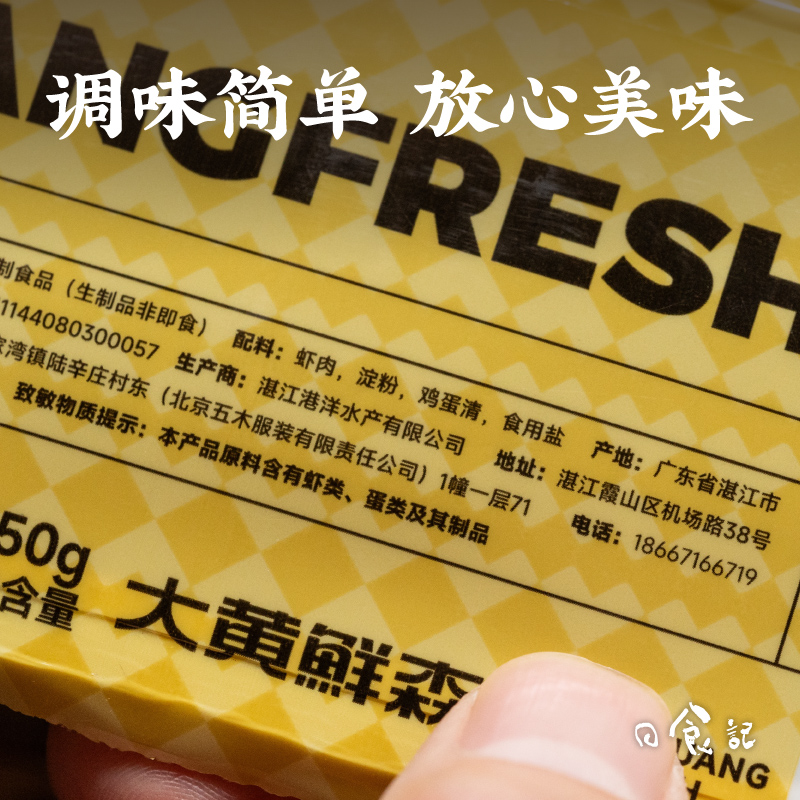 调味简单 放心美味
ANGFRESH
制食品（生制品非即食） 配料：虾肉，淀粉，鸡蛋清，食用盐 产地：广东省湛江市
1144080300057 生产商：湛江港洋水产有限公司 地址：湛江霞山区机场路38号
湾镇陆辛庄村东（北京五木服装有限责任公司）1幢一层71 电话：18667166719
致敏物质提示：本产品原料含有虾类、蛋类及其制品
50g
含量
大黄鲜森
日食記
UANG